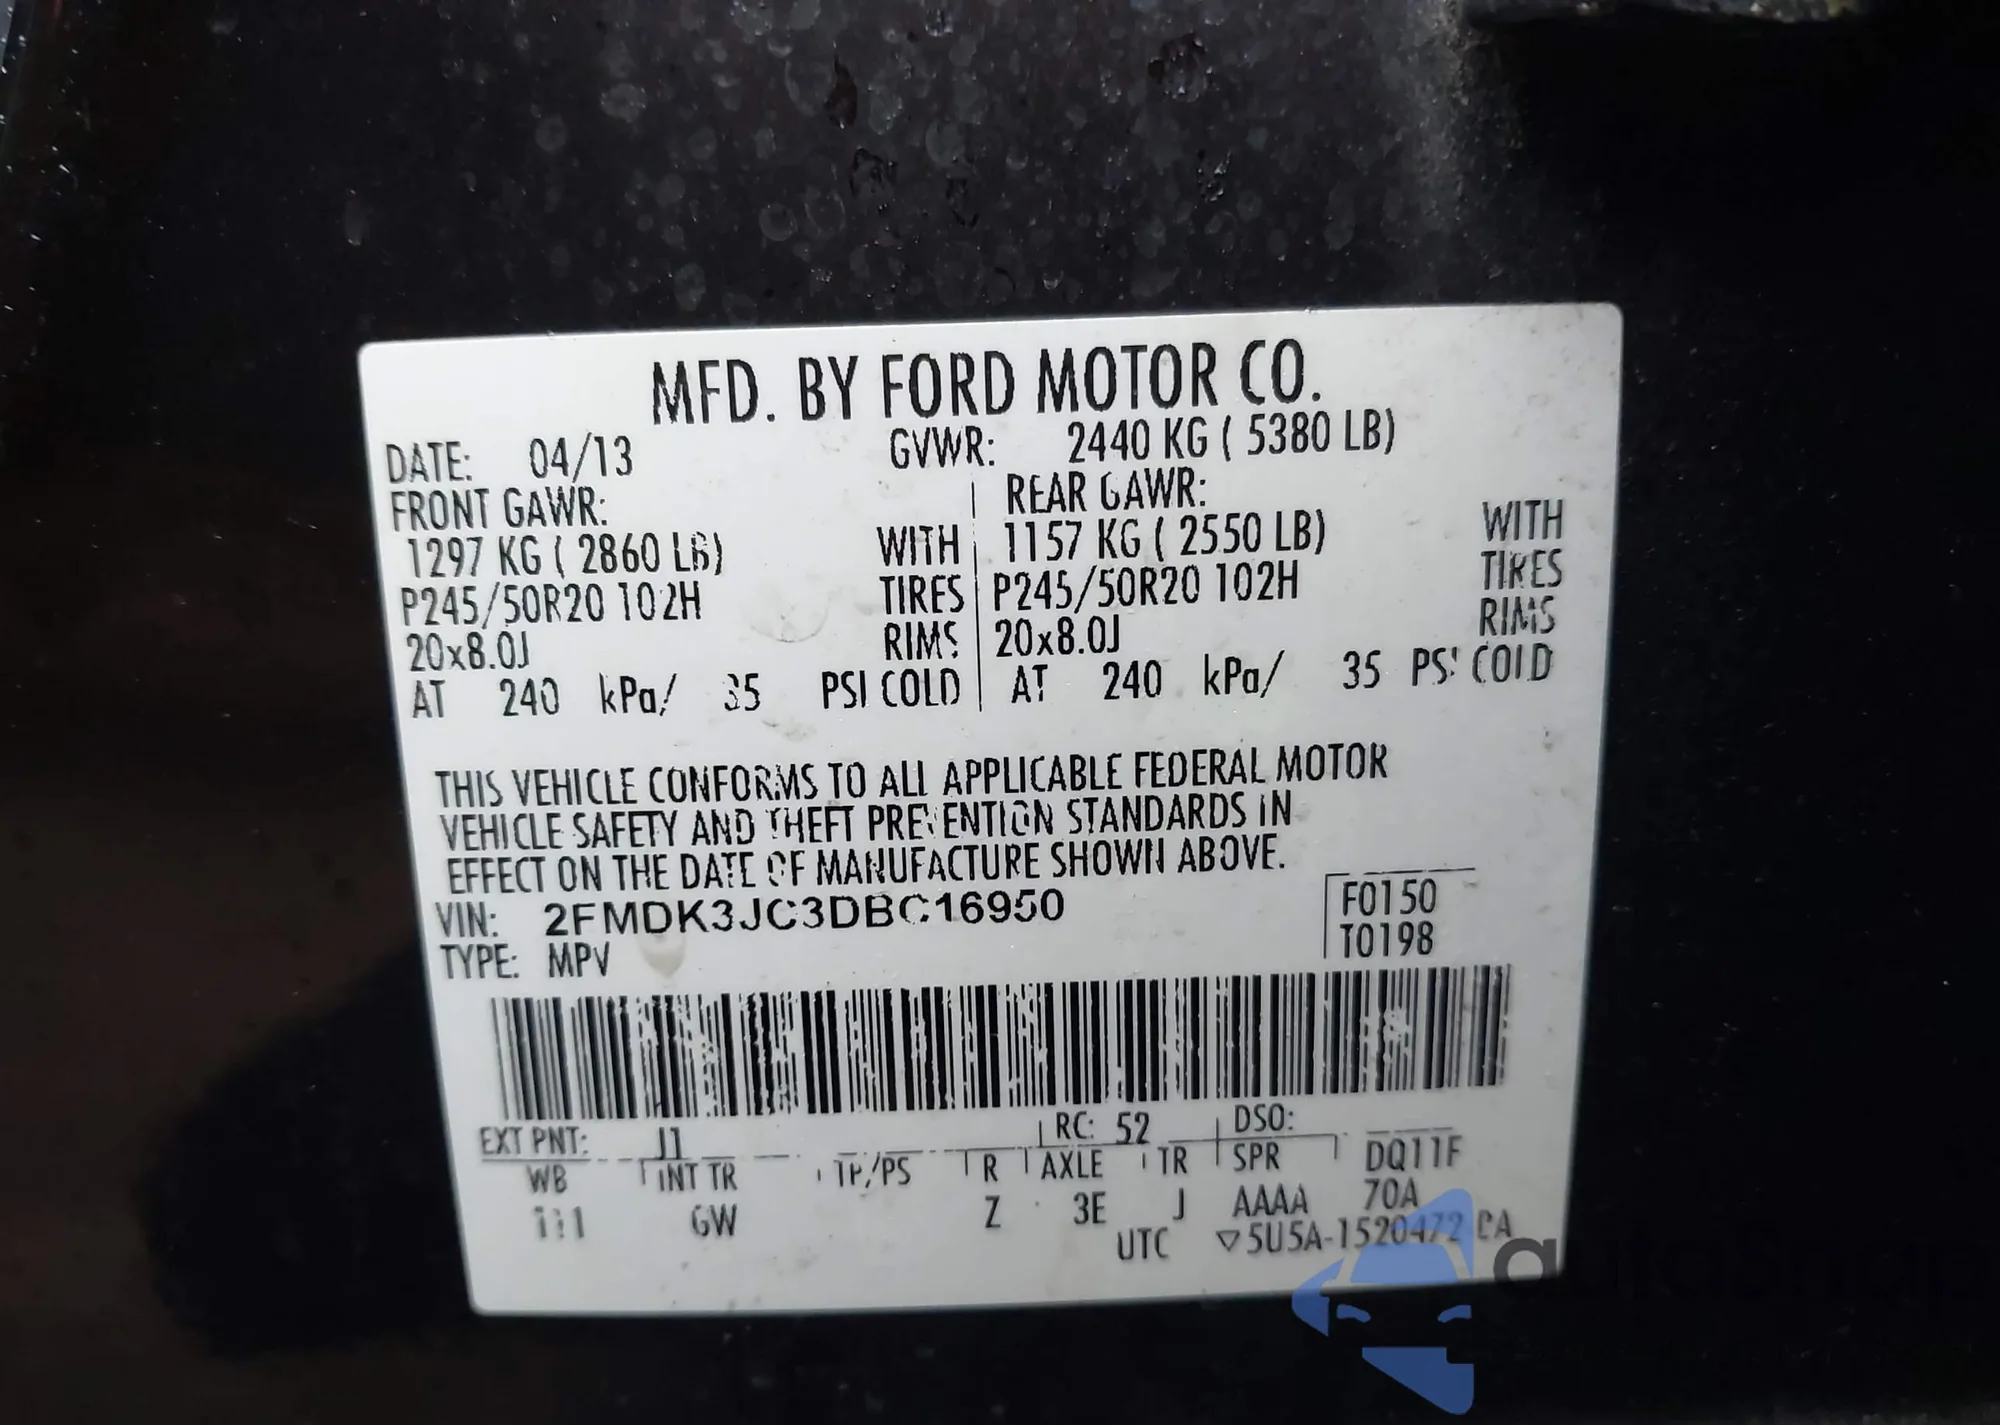 MFD. BY FORD MOTOR CO.
DATE: 04/13 GVWR: 2440 KG ( 5380 LB)
FRONT GAWR: REAR GAWR:
1297 KG ( 2860 LB) WITH 1157 KG ( 2550 LB) WITH
P245/50R20 102H TIRES P245/50R20 102H TIRES
20x8.0J RIMS 20x8.0J RIMS
AT 240 kPa/ 35 PSI COLD AT 240 kPa/ 35 PSI COLD
THIS VEHICLE CONFORMS TO ALL APPLICABLE FEDERAL MOTOR
VEHICLE SAFETY AND THEFT PREVENTION STANDARDS IN
EFFECT ON THE DATE OF MANUFACTURE SHOWN ABOVE.
VIN: 2FMDK3JC3DBC16950 F0150
TYPE: MPV T0198
EXT PNT: J1 RC: 52 DSO:
WB INT TR TP/PS R AXLE TR SPR DQ11F
111 GW Z 3E J AAAA 70A
UTC ▽5U5A-1520472